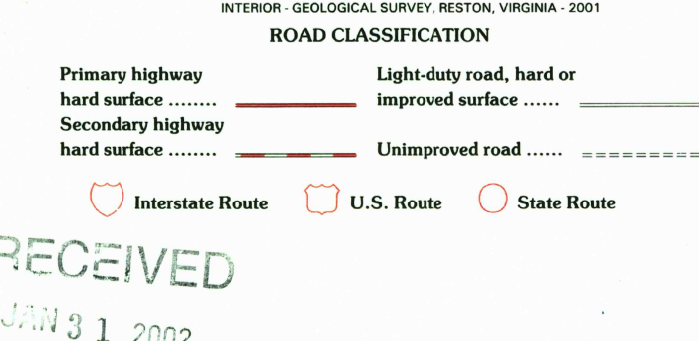 INTERIOR - GEOLOGICAL SURVEY, RESTON, VIRGINIA - 2001
ROAD CLASSIFICATION
Primary highway
hard surface ........
Light-duty road, hard or
improved surface ......
Secondary highway
hard surface ........
Unimproved road ......
Interstate Route
U.S. Route
State Route
RECEIVED
JAN 31 2002